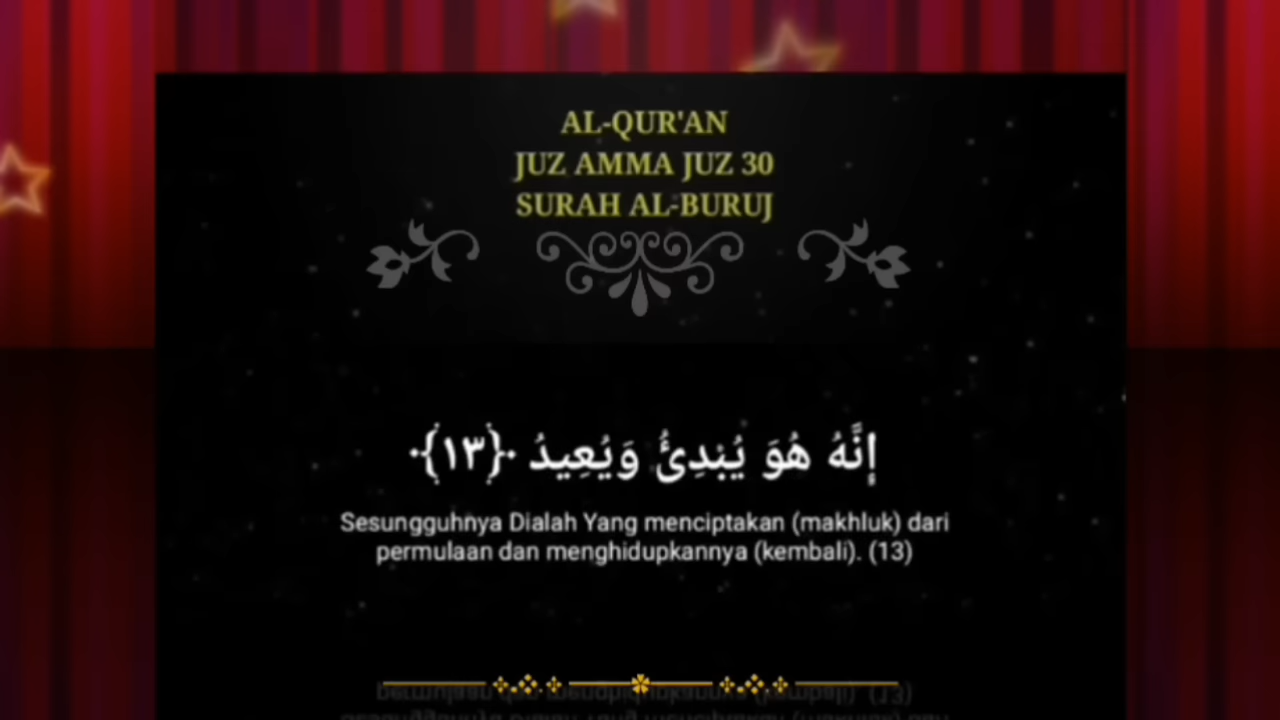 AL-QUR'AN
JUZ AMMA JUZ 30
SURAH AL-BURUJ
إِنَّهُ هُوَ يُبْدِئُ وَيُعِيدُ ﴿١٣﴾
Sesungguhnya Dialah Yang menciptakan (makhluk) dari
permulaan dan menghidupkannya (kembali). (13)